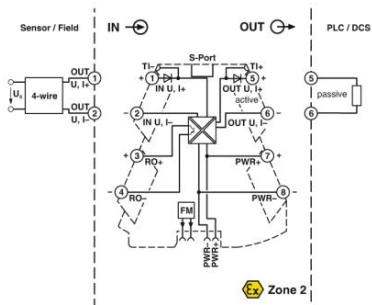 Sensor / Field
IN
OUT
PLC / DCS
S-Port
TI–
TI+
OUT
U, I+
1
+
1
IN U, I+
OUT U, I+
5
+
5
4-wire
Us
active
passive
OUT
U, I–
2
–
2
IN U, I–
OUT U, I–
6
–
6
+
3
RO+
PWR+
7
+
–
4
RO–
PWR–
8
–
FM
PWR–
PWR+
Ex
Zone 2